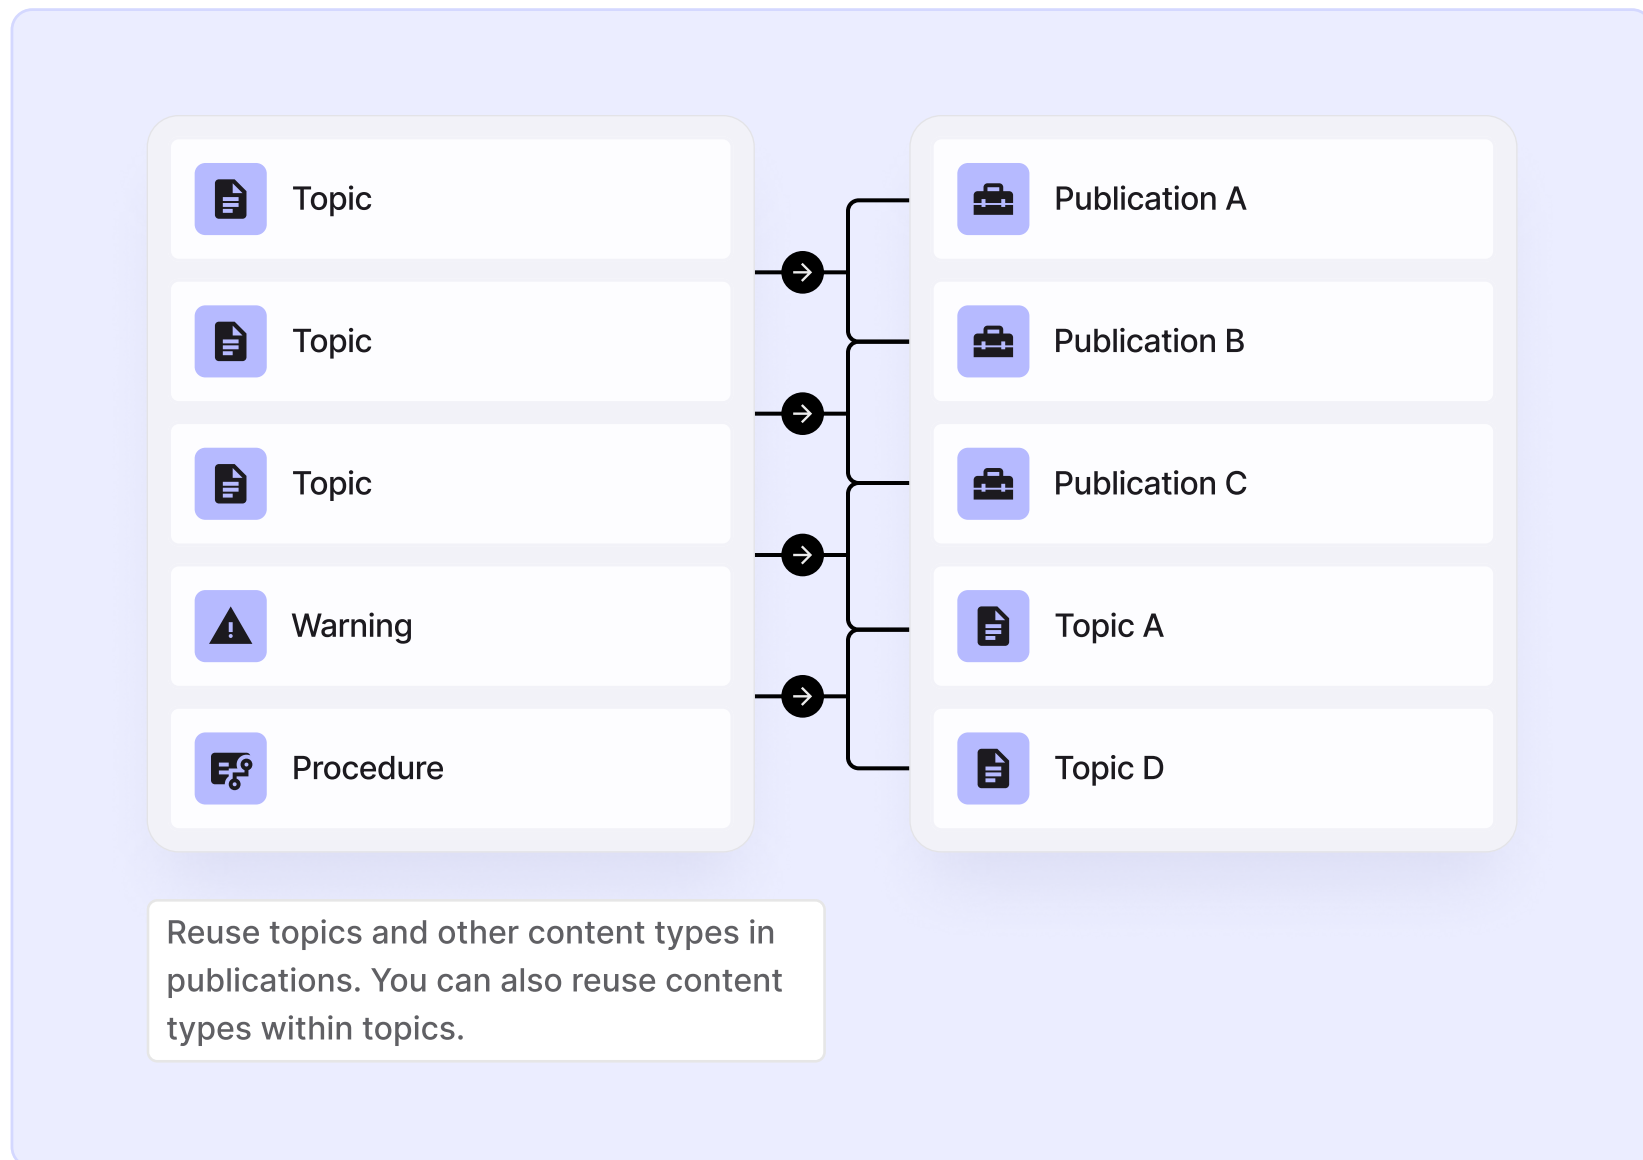 Topic
Topic
Topic
Warning
Procedure
Publication A
Publication B
Publication C
Topic A
Topic D
Reuse topics and other content types in
publications. You can also reuse content
types within topics.